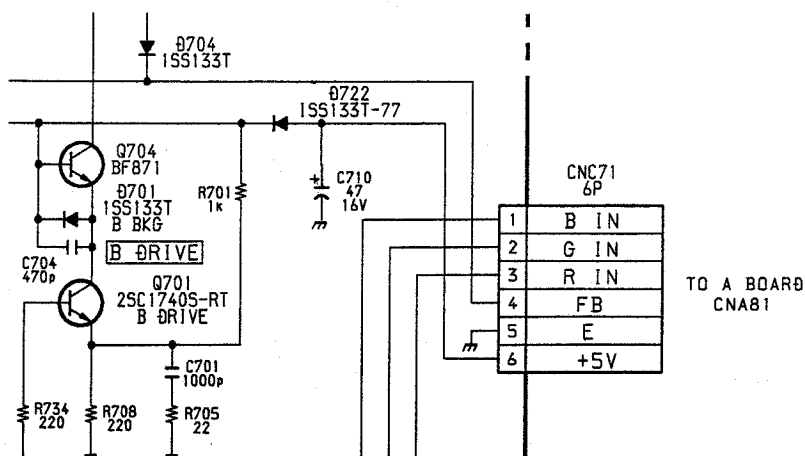 D704
1SS133T
D722
1SS133T-77
Q704
BF871
D701
1SS133T
B BKG
R701
1k
C710
47
16V
+
CNC71
6P
1 B IN
2 G IN
3 R IN
4 FB
5 E
6 +5V
TO A BOARD
CNA81
B DRIVE
C704
470p
Q701
2SC1740S-RT
B DRIVE
C701
1000p
R734
220
R708
220
R705
22